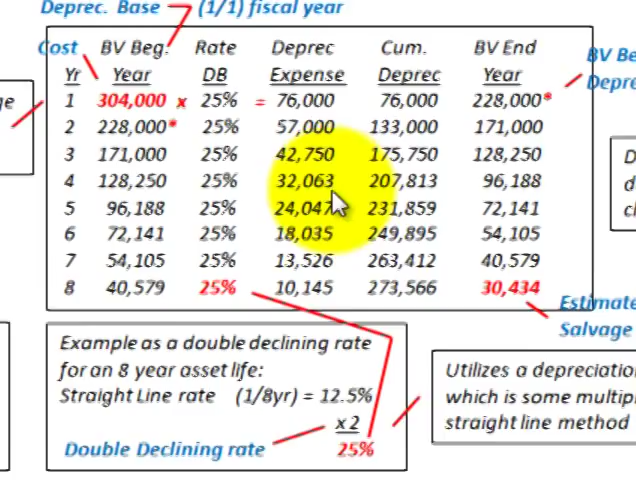 Deprec. Base (1/1) fiscal year
Cost BV Beg. Rate Deprec Cum. BV End
Yr Year DB Expense Deprec Year
1 304,000 x 25% = 76,000 76,000 228,000*
2 228,000* 25% 57,000 133,000 171,000
3 171,000 25% 42,750 175,750 128,250
4 128,250 25% 32,063 207,813 96,188
5 96,188 25% 24,047 231,859 72,141
6 72,141 25% 18,035 249,895 54,105
7 54,105 25% 13,526 263,412 40,579
8 40,579 25% 10,145 273,566 30,434
BV Be
Depre
Estimate
Salvage
Example as a double declining rate
for an 8 year asset life:
Straight Line rate (1/8yr) = 12.5%
x 2
Double Declining rate 25%
Utilizes a depreciatio
which is some multip
straight line method